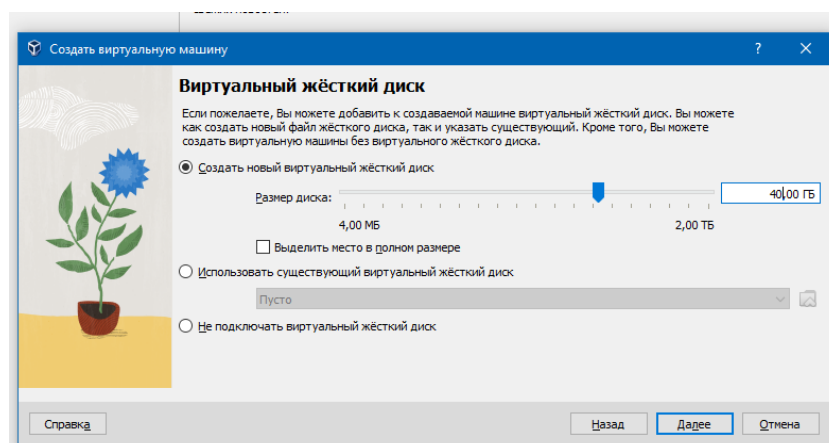 Создать виртуальную машину
?
Виртуальный жёсткий диск
Если пожелаете, Вы можете добавить к создаваемой машине виртуальный жёсткий диск. Вы можете
как создать новый файл жёсткого диска, так и указать существующий. Кроме того, Вы можете
создать виртуальную машины без виртуального жёсткого диска.
Создать новый виртуальный жёсткий диск
Размер диска:
40,00 ГБ
4,00 МБ 2,00 ТБ
Выделить место в полном размере
Использовать существующий виртуальный жёсткий диск
Пусто
Не подключать виртуальный жёсткий диск
Справка Назад Далее Отмена